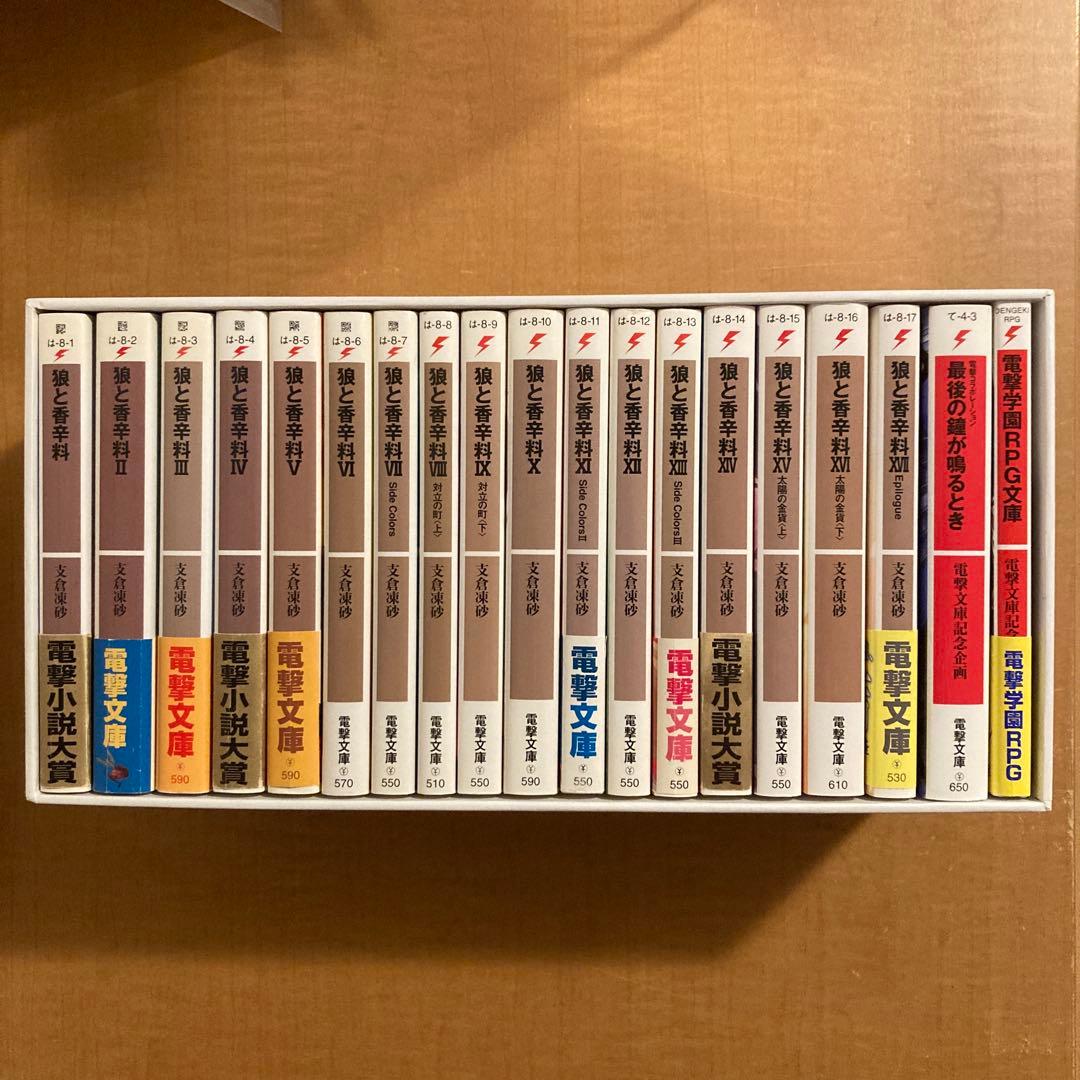 は-8-1
狼と香辛料
支倉凍砂
電撃小説大賞
は-8-2
狼と香辛料Ⅱ
支倉凍砂
電撃文庫
は-8-3
狼と香辛料Ⅲ
支倉凍砂
電撃文庫
¥
590
は-8-4
狼と香辛料Ⅳ
支倉凍砂
電撃小説大賞
は-8-5
狼と香辛料Ⅴ
支倉凍砂
電撃文庫
¥
590
は-8-6
狼と香辛料Ⅵ
支倉凍砂
電撃文庫
¥
570
は-8-7
狼と香辛料Ⅶ
Side Colors
支倉凍砂
電撃文庫
¥
550
は-8-8
狼と香辛料Ⅷ
対立の町〈上〉
支倉凍砂
電撃文庫
¥
510
は-8-9
狼と香辛料Ⅸ
対立の町〈下〉
支倉凍砂
電撃文庫
¥
550
は-8-10
狼と香辛料Ⅹ
支倉凍砂
電撃文庫
¥
590
は-8-11
狼と香辛料Ⅺ
Side ColorsⅡ
支倉凍砂
電撃文庫
¥
550
は-8-12
狼と香辛料Ⅻ
支倉凍砂
電撃文庫
¥
550
は-8-13
狼と香辛料XIII
Side ColorsⅢ
支倉凍砂
電撃文庫
¥
550
は-8-14
狼と香辛料XIV
支倉凍砂
電撃小説大賞
は-8-15
狼と香辛料XV
太陽の金貨〈上〉
支倉凍砂
電撃文庫
¥
550
は-8-16
狼と香辛料XVI
太陽の金貨〈下〉
支倉凍砂
電撃文庫
¥
610
は-8-17
狼と香辛料XVII
Epilogue
支倉凍砂
電撃文庫
¥
530
て-4-3
電撃コラボレーション
最後の鐘が鳴るとき
電撃文庫記念企画
電撃文庫
¥
650
DENGEKI
RPG
電撃学園RPG文庫
電撃文庫記念
電撃学園RPG